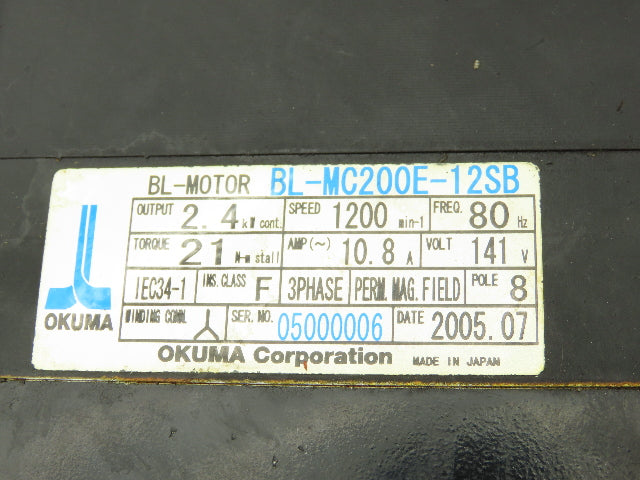 BL-MOTOR BL-MC200E-12SB
OUTPUT 2.4 kW cont. SPEED 1200 min-1 FREQ. 80 Hz
TORQUE 21 N-m stall AMP(~) 10.8 A VOLT 141 V
IEC34-1 INS.CLASS F 3PHASE PERM.MAG.FIELD POLE 8
WINDING CONN. SER.NO. 05000006 DATE 2005.07
OKUMA
OKUMA Corporation MADE IN JAPAN